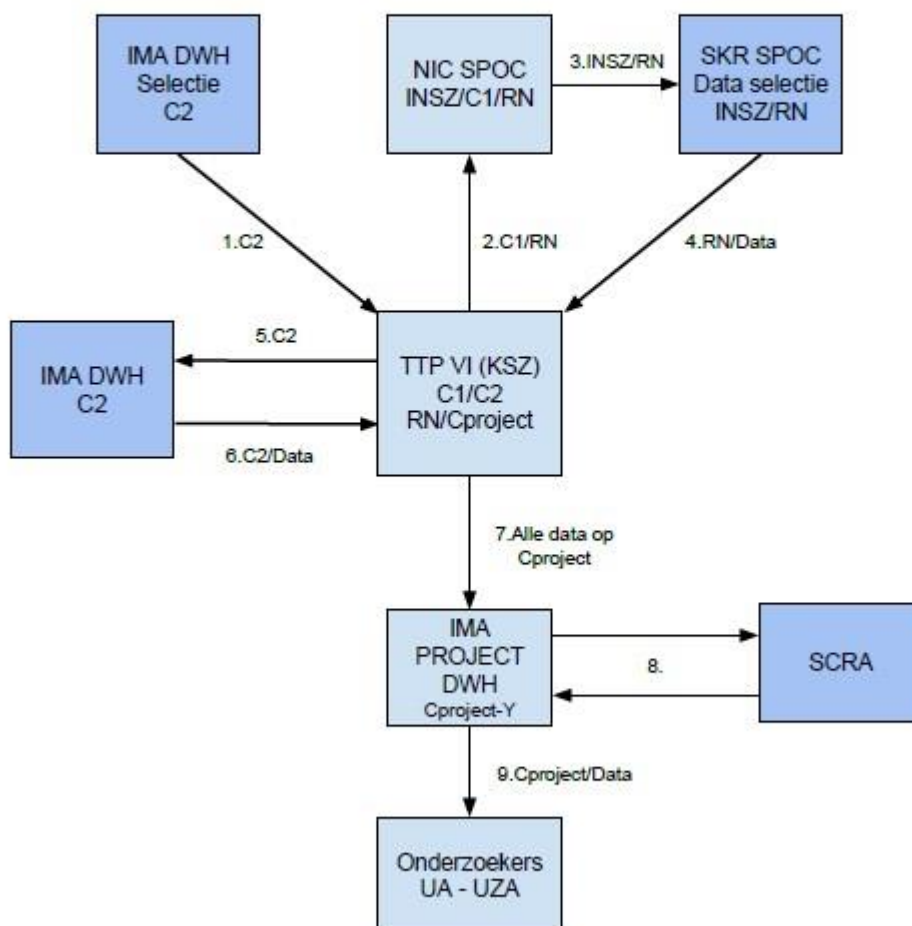 IMA DWH
Selectie
C2
NIC SPOC
INSZ/C1/RN
3.INSZ/RN
SKR SPOC
Data selectie
INSZ/RN
1.C2
2.C1/RN
4.RN/Data
IMA DWH
C2
5.C2
6.C2/Data
TTP VI (KSZ)
C1/C2
RN/Cproject
7.Alle data op
Cproject
IMA
PROJECT
DWH
Cproject-Y
8.
SCRA
9.Cproject/Data
Onderzoekers
UA - UZA